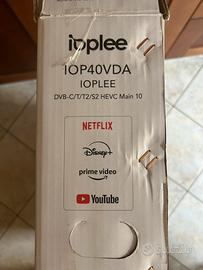 ioplee
IOP40VDA
IOPLEE
DVB-C/T/T2/S2 HEVC Main 10
NETFLIX
Disney+
prime video
YouTube